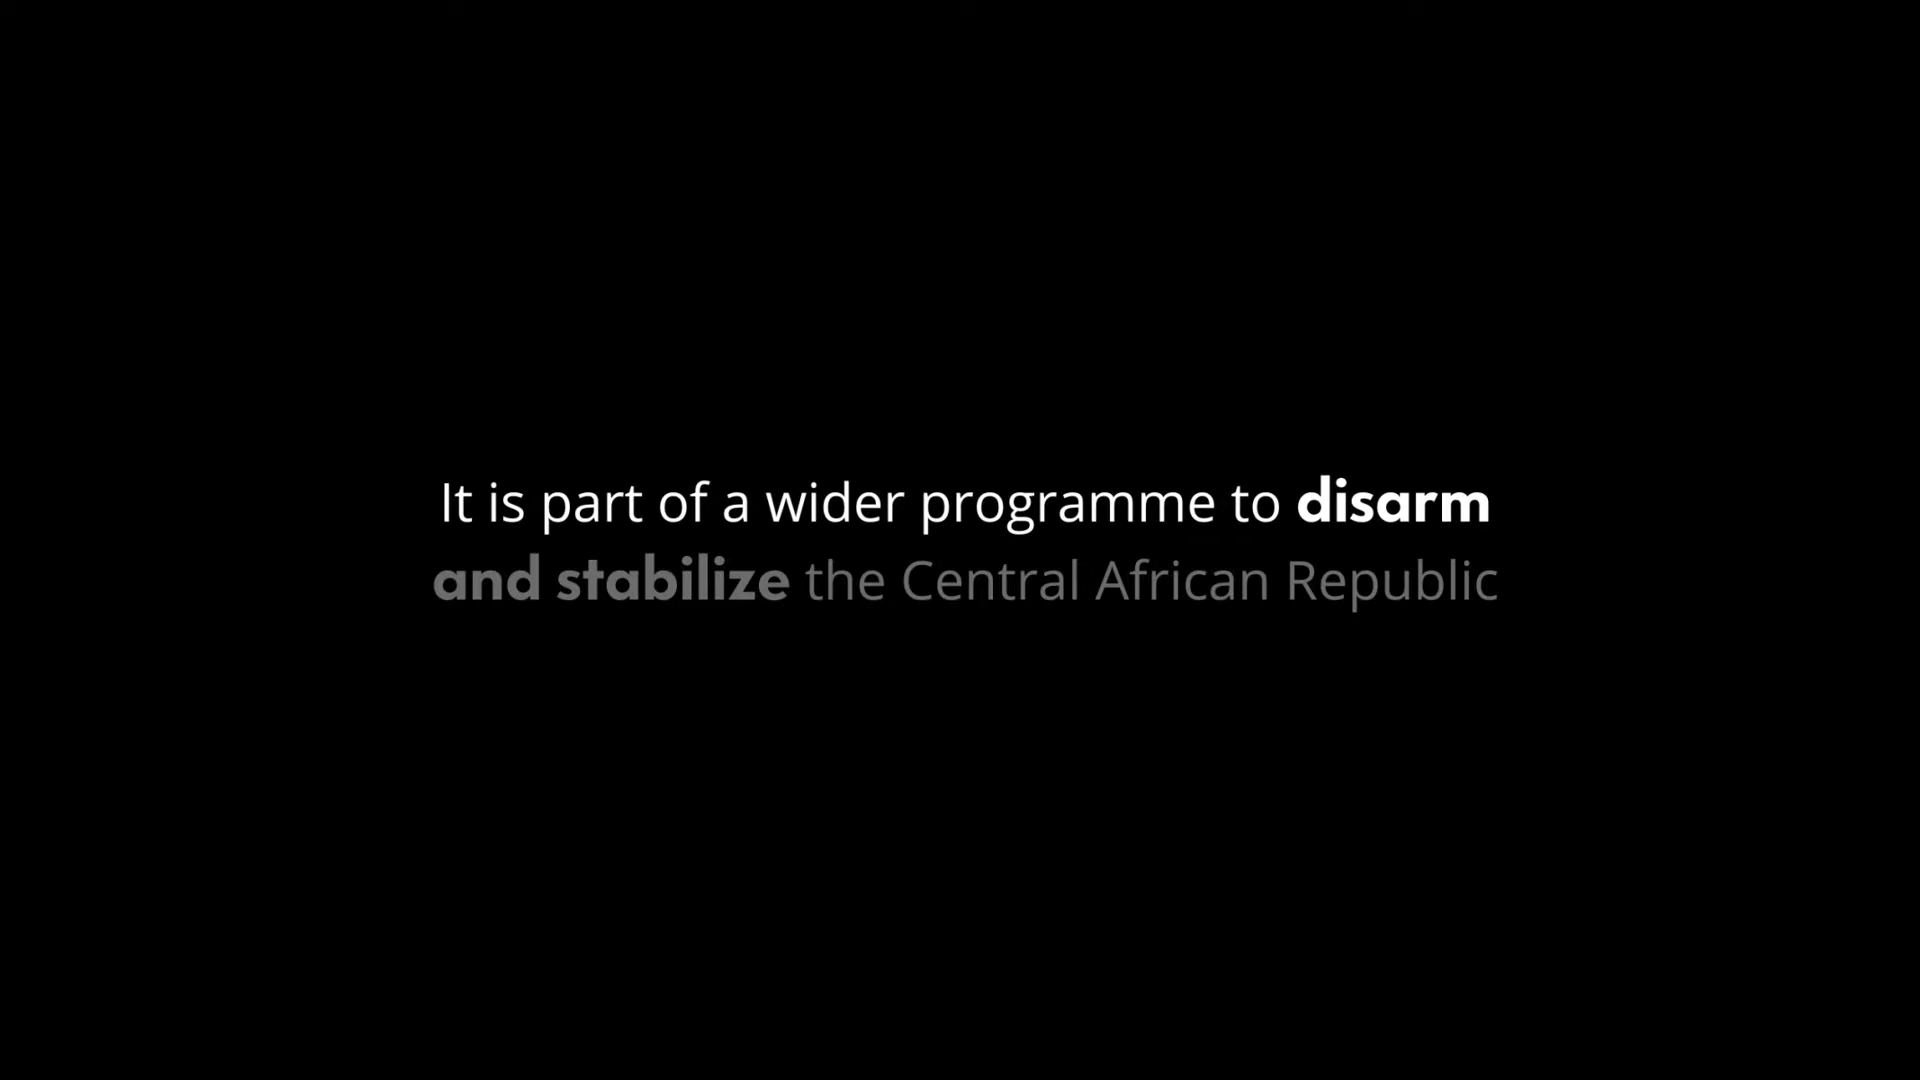 It is part of a wider programme to disarm
and stabilize the Central African Republic